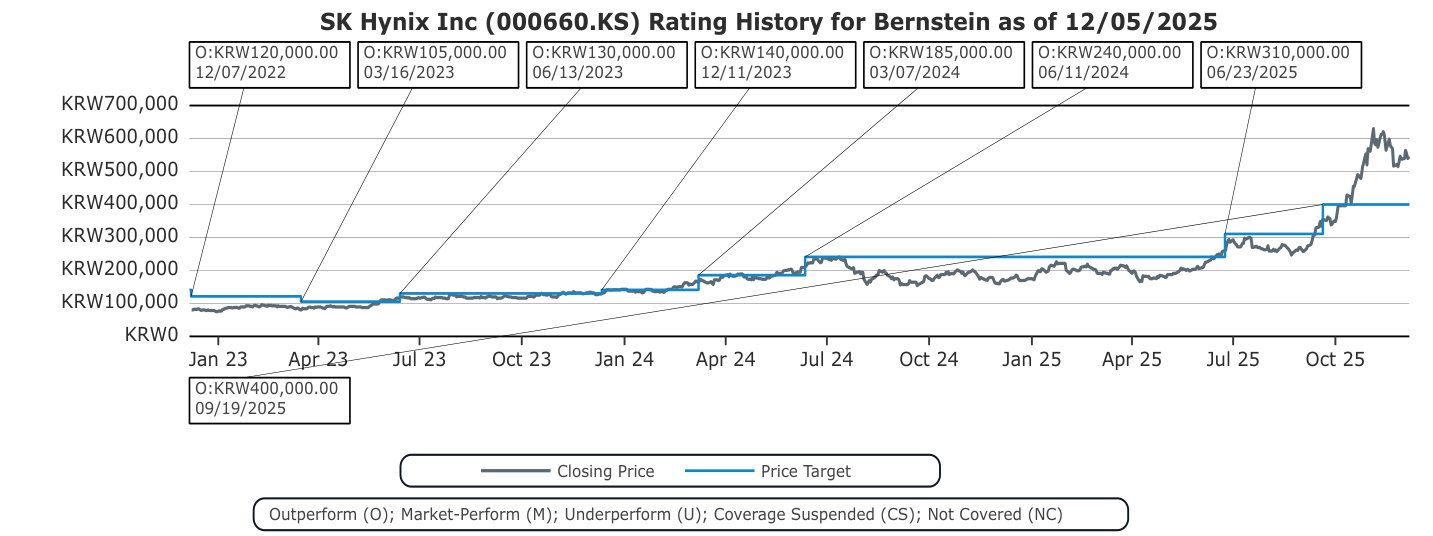 SK Hynix Inc (000660.KS) Rating History for Bernstein as of 12/05/2025
O:KRW120,000.00
12/07/2022
O:KRW105,000.00
03/16/2023
O:KRW130,000.00
06/13/2023
O:KRW140,000.00
12/11/2023
O:KRW185,000.00
03/07/2024
O:KRW240,000.00
06/11/2024
O:KRW310,000.00
06/23/2025
KRW700,000
KRW600,000
KRW500,000
KRW400,000
KRW300,000
KRW200,000
KRW100,000
KRW0
Jan 23 Apr 23 Jul 23 Oct 23 Jan 24 Apr 24 Jul 24 Oct 24 Jan 25 Apr 25 Jul 25 Oct 25
O:KRW400,000.00
09/19/2025
Closing Price Price Target
Outperform (O); Market-Perform (M); Underperform (U); Coverage Suspended (CS); Not Covered (NC)